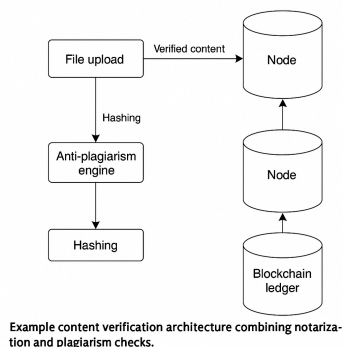 File upload
Verified content
Node
Hashing
Anti-plagiarism
engine
Node
Hashing
Blockchain
ledger
Example content verification architecture combining notariza-
tion and plagiarism checks.